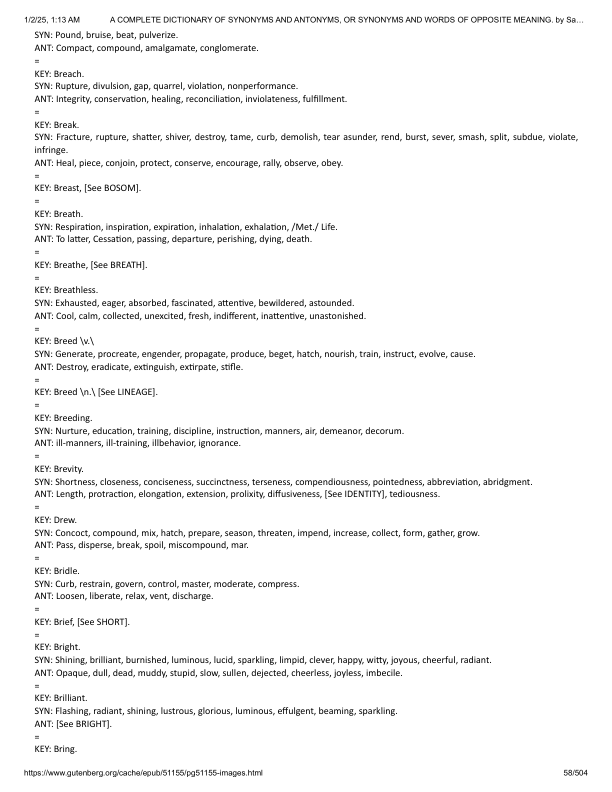 1/2/25, 1:13 AM A COMPLETE DICTIONARY OF SYNONYMS AND ANTONYMS, OR SYNONYMS AND WORDS OF OPPOSITE MEANING. by Sa…
SYN: Pound, bruise, beat, pulverize.
ANT: Compact, compound, amalgamate, conglomerate.
=
KEY: Breach.
SYN: Rupture, divulsion, gap, quarrel, violation, nonperformance.
ANT: Integrity, conservation, healing, reconciliation, inviolateness, fulfillment.
=
KEY: Break.
SYN: Fracture, rupture, shatter, shiver, destroy, tame, curb, demolish, tear asunder, rend, burst, sever, smash, split, subdue, violate,
infringe.
ANT: Heal, piece, conjoin, protect, conserve, encourage, rally, observe, obey.
=
KEY: Breast, [See BOSOM].
=
KEY: Breath.
SYN: Respiration, inspiration, expiration, inhalation, exhalation, /Met./ Life.
ANT: To latter, Cessation, passing, departure, perishing, dying, death.
=
KEY: Breathe, [See BREATH].
=
KEY: Breathless.
SYN: Exhausted, eager, absorbed, fascinated, attentive, bewildered, astounded.
ANT: Cool, calm, collected, unexcited, fresh, indifferent, inattentive, unastonished.
=
KEY: Breed \v.\
SYN: Generate, procreate, engender, propagate, produce, beget, hatch, nourish, train, instruct, evolve, cause.
ANT: Destroy, eradicate, extinguish, extirpate, stifle.
=
KEY: Breed \n.\ [See LINEAGE].
=
KEY: Breeding.
SYN: Nurture, education, training, discipline, instruction, manners, air, demeanor, decorum.
ANT: ill-manners, ill-training, illbehavior, ignorance.
=
KEY: Brevity.
SYN: Shortness, closeness, conciseness, succinctness, terseness, compendiousness, pointedness, abbreviation, abridgment.
ANT: Length, protraction, elongation, extension, prolixity, diffusiveness, [See IDENTITY], tediousness.
=
KEY: Drew.
SYN: Concoct, compound, mix, hatch, prepare, season, threaten, impend, increase, collect, form, gather, grow.
ANT: Pass, disperse, break, spoil, miscompound, mar.
=
KEY: Bridle.
SYN: Curb, restrain, govern, control, master, moderate, compress.
ANT: Loosen, liberate, relax, vent, discharge.
=
KEY: Brief, [See SHORT].
=
KEY: Bright.
SYN: Shining, brilliant, burnished, luminous, lucid, sparkling, limpid, clever, happy, witty, joyous, cheerful, radiant.
ANT: Opaque, dull, dead, muddy, stupid, slow, sullen, dejected, cheerless, joyless, imbecile.
=
KEY: Brilliant.
SYN: Flashing, radiant, shining, lustrous, glorious, luminous, effulgent, beaming, sparkling.
ANT: [See BRIGHT].
=
KEY: Bring.
https://www.gutenberg.org/cache/epub/51155/pg51155-images.html 58/504